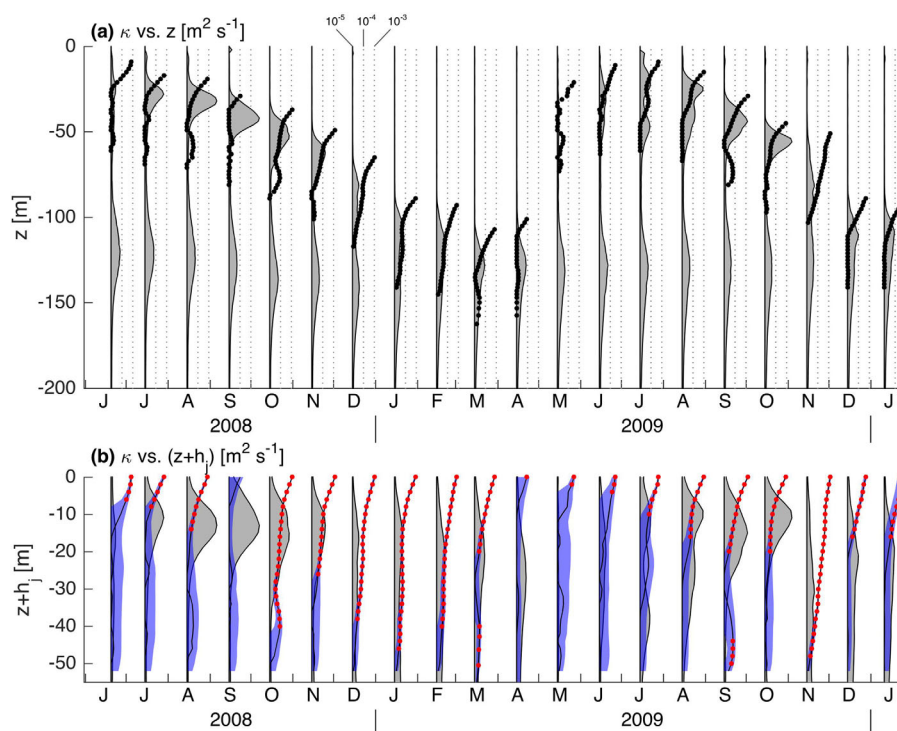 (a) κ vs. z [m² s⁻¹]
10⁻⁵ 10⁻⁴ 10⁻³
0
-50
-100
-150
-200
z [m]
J J A S O N D J F M A M J J A S O N D J
2008 2009
(b) κ vs. (z+hⱼ) [m² s⁻¹]
0
-10
-20
-30
-40
-50
z+hⱼ [m]
J J A S O N D J F M A M J J A S O N D J
2008 2009